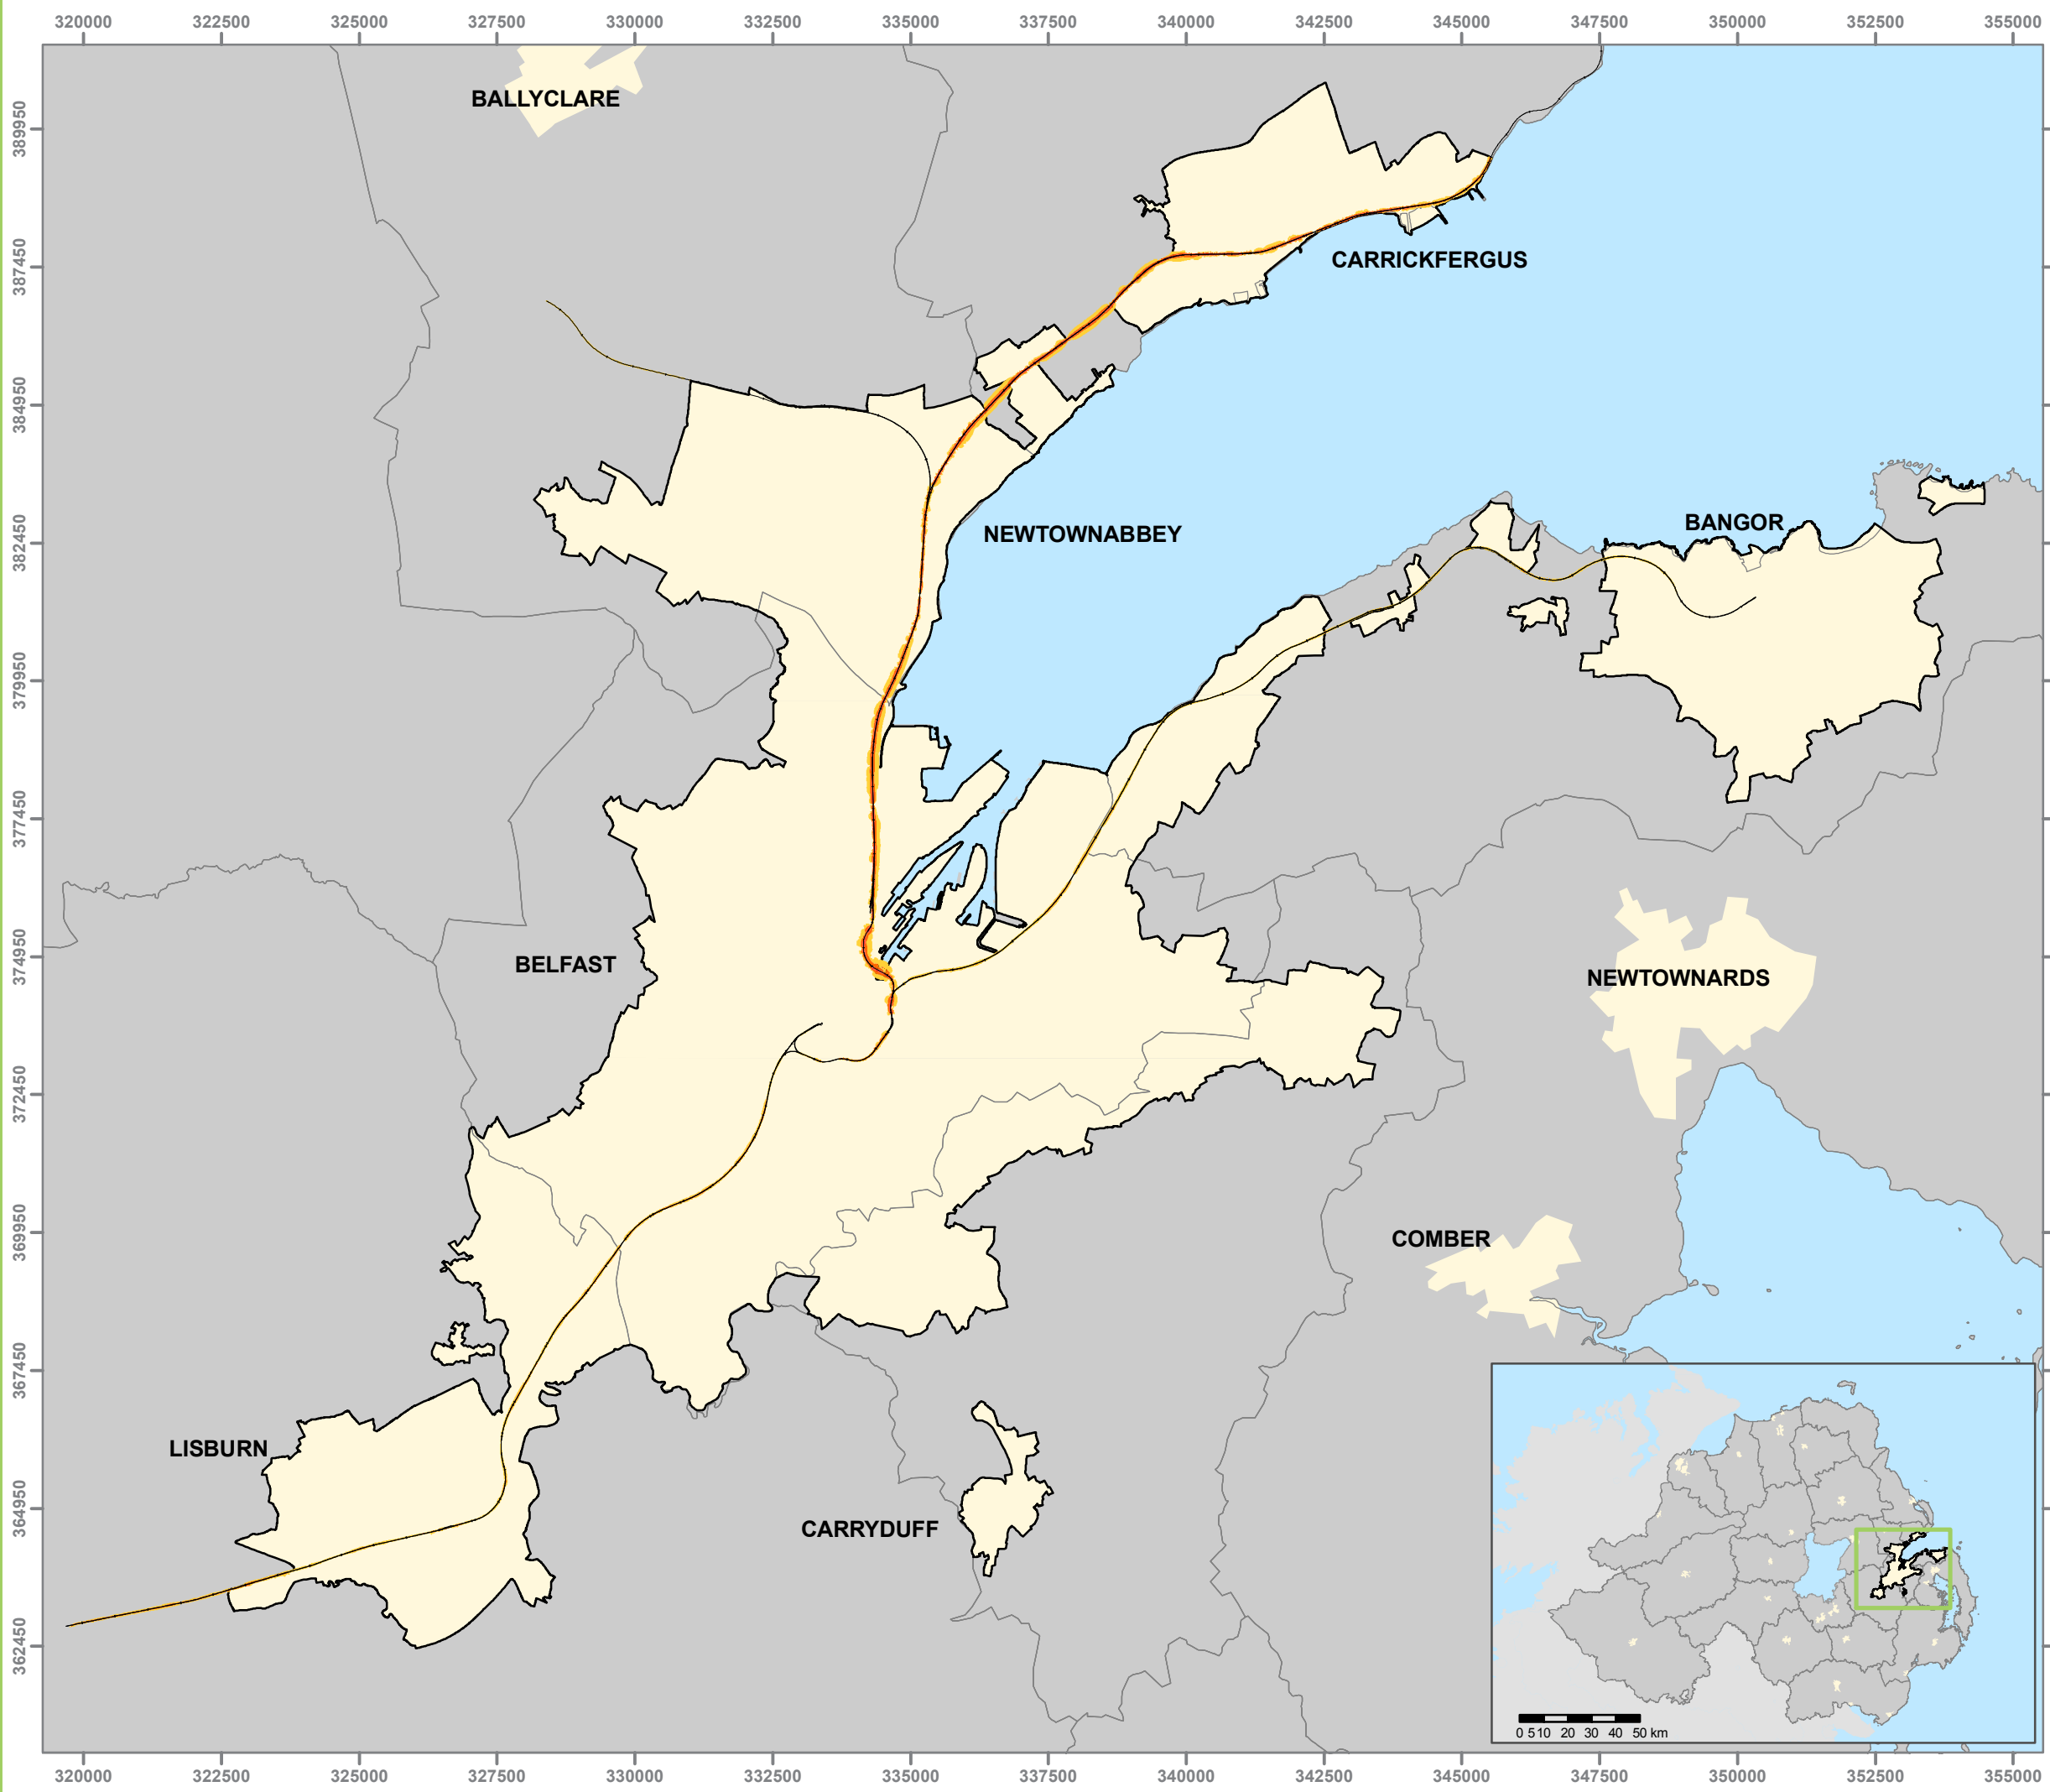 320000 322500 325000 327500 330000 332500 335000 337500 340000 342500 345000 347500 350000 352500 355000
389950
BALLYCLARE
387450
CARRICKFERGUS
384950
382450
NEWTOWNABBEY
BANGOR
379950
377450
374950
BELFAST
NEWTOWNARDS
372450
369950
COMBER
367450
LISBURN
364950
CARRYDUFF
362450
0 5 10 20 30 40 50 km
320000 322500 325000 327500 330000 332500 335000 337500 340000 342500 345000 347500 350000 352500 355000